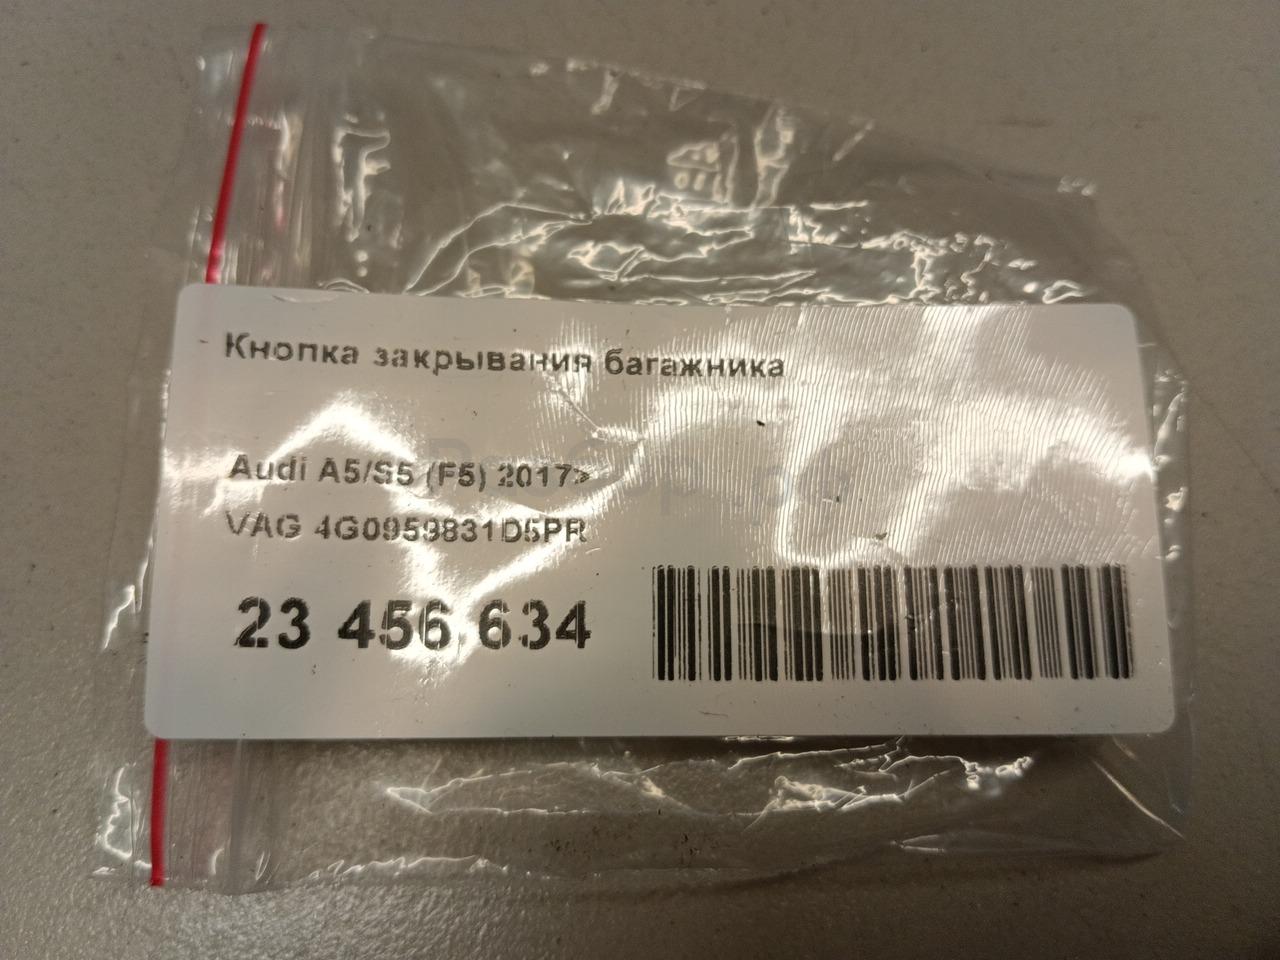 Кнопка закрывания багажника
Audi A5/S5 (F5) 2017>
VAG 4G0959831D5PR
23 456 634